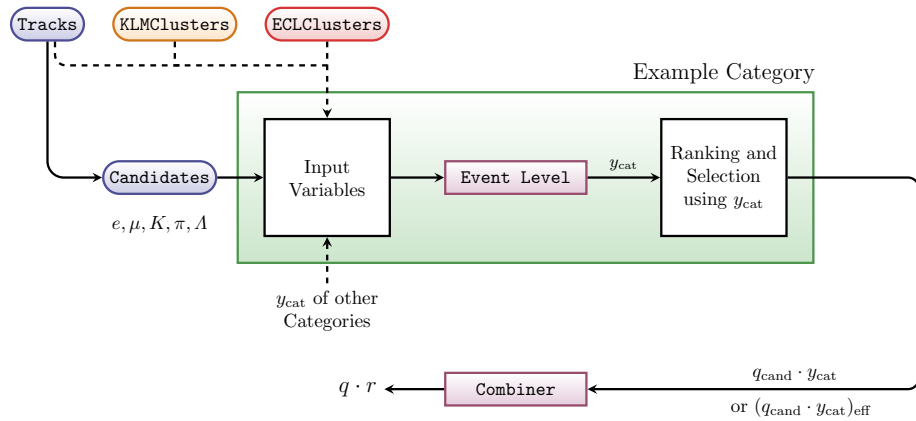 Tracks
KLMClusters
ECLClusters
Example Category
Candidates
e, μ, K, π, Λ
Input
Variables
Event Level
y_cat
Ranking and
Selection
using y_cat
y_cat of other
Categories
q · r
Combiner
q_cand · y_cat
or (q_cand · y_cat)_eff